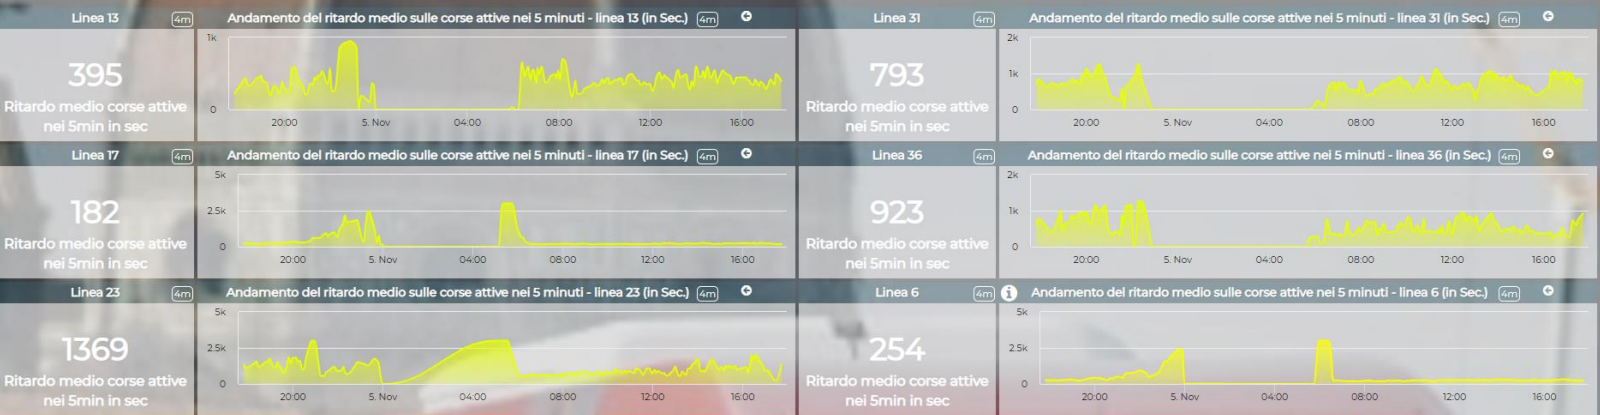 Linea 13 4m
Andamento del ritardo medio sulle corse attive nei 5 minuti - linea 13 (in Sec.) 4m
395
Ritardo medio corse attive
nei 5min in sec
1k
0
20:00 5. Nov 04:00 08:00 12:00 16:00
Linea 31 4m
Andamento del ritardo medio sulle corse attive nei 5 minuti - linea 31 (in Sec.) 4m
793
Ritardo medio corse attive
nei 5min in sec
2k
1k
0
20:00 5. Nov 04:00 08:00 12:00 16:00
Linea 17 4m
Andamento del ritardo medio sulle corse attive nei 5 minuti - linea 17 (in Sec.) 4m
182
Ritardo medio corse attive
nei 5min in sec
5k
2.5k
0
20:00 5. Nov 04:00 08:00 12:00 16:00
Linea 36 4m
Andamento del ritardo medio sulle corse attive nei 5 minuti - linea 36 (in Sec.) 4m
923
Ritardo medio corse attive
nei 5min in sec
2k
1k
0
20:00 5. Nov 04:00 08:00 12:00 16:00
Linea 23 4m
Andamento del ritardo medio sulle corse attive nei 5 minuti - linea 23 (in Sec.) 4m
1369
Ritardo medio corse attive
nei 5min in sec
5k
2.5k
0
20:00 5. Nov 04:00 08:00 12:00 16:00
Linea 6 4m
Andamento del ritardo medio sulle corse attive nei 5 minuti - linea 6 (in Sec.) 4m
254
Ritardo medio corse attive
nei 5min in sec
5k
2.5k
0
20:00 5. Nov 04:00 08:00 12:00 16:00